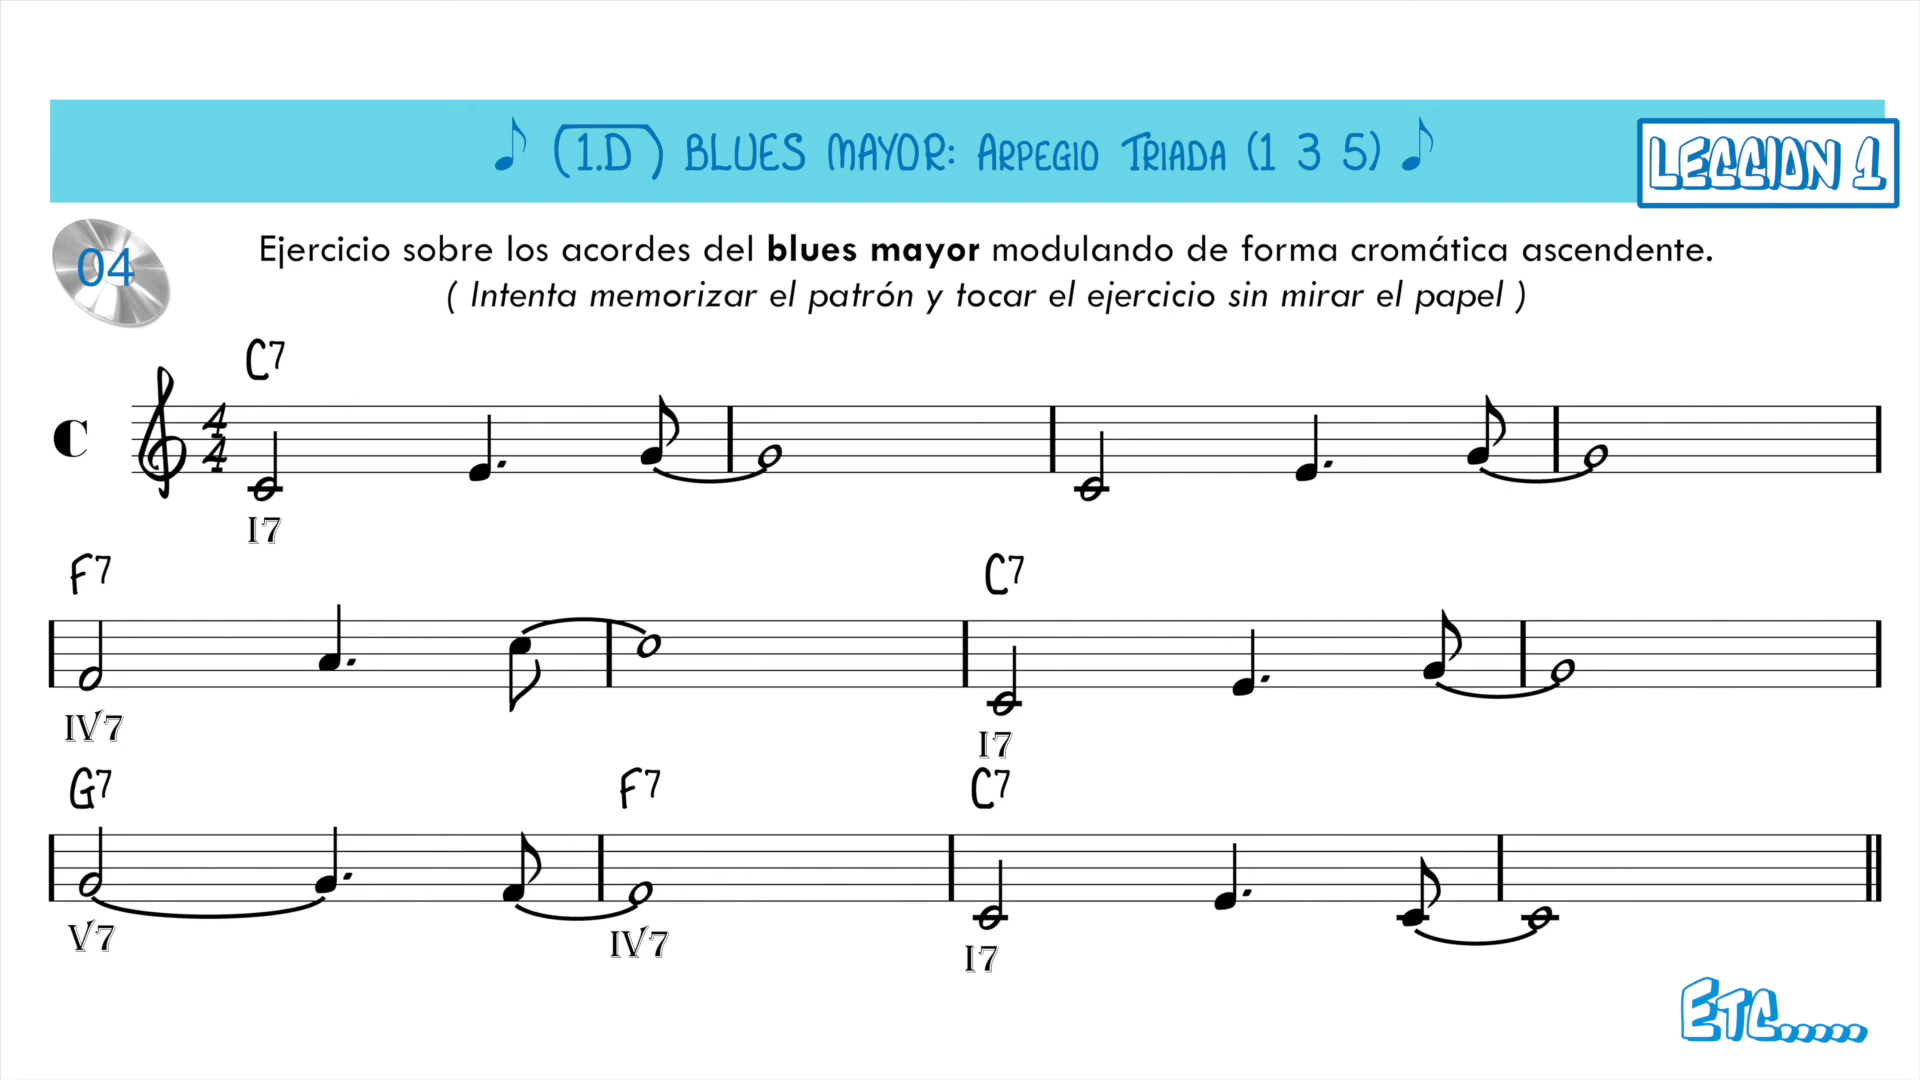 ♪ (1.D ) BLUES MAYOR: ARPEGIO TRIADA (1 3 5) ♪
LECCION 1
04
Ejercicio sobre los acordes del blues mayor modulando de forma cromática ascendente.
( Intenta memorizar el patrón y tocar el ejercicio sin mirar el papel )
C7
C
4
4
I7
F7 C7
IV7 I7
G7 F7 C7
V7 IV7 I7
ETC......